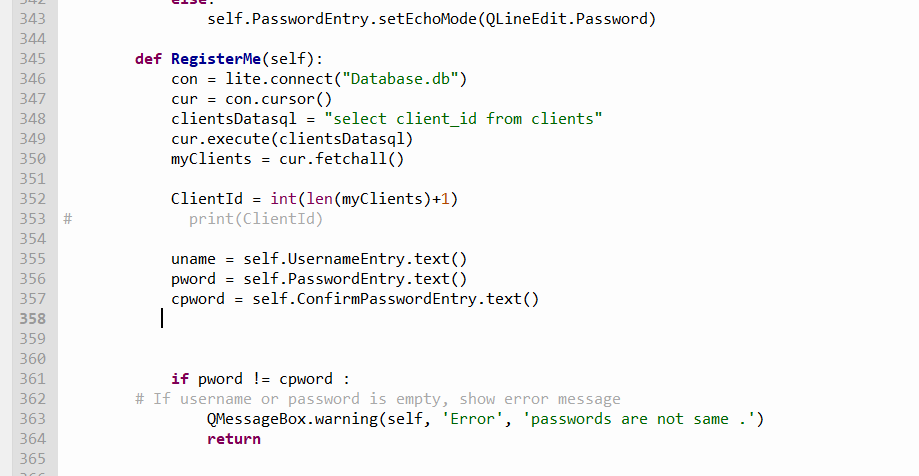 342 else:
343 self.PasswordEntry.setEchoMode(QLineEdit.Password)
344
345 def RegisterMe(self):
346 con = lite.connect("Database.db")
347 cur = con.cursor()
348 clientsDatasql = "select client_id from clients"
349 cur.execute(clientsDatasql)
350 myClients = cur.fetchall()
351
352 ClientId = int(len(myClients)+1)
353 # print(ClientId)
354
355 uname = self.UsernameEntry.text()
356 pword = self.PasswordEntry.text()
357 cpword = self.ConfirmPasswordEntry.text()
358
359
360
361 if pword != cpword :
362 # If username or password is empty, show error message
363 QMessageBox.warning(self, 'Error', 'passwords are not same .')
364 return
365